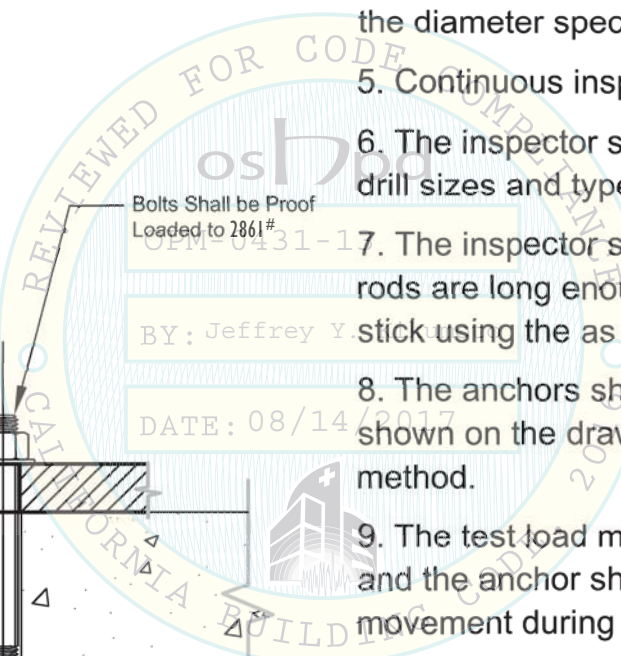 the diameter spec
5. Continuous insp
6. The inspector s
drill sizes and type
7. The inspector s
rods are long eno
stick using the as
8. The anchors sh
shown on the draw
method.
9. The test load m
and the anchor sh
movement during
Bolts Shall be Proof
Loaded to 2861#
REVIEWED FOR CODE COMPLIANCE
oshpd
OPM-0431-13
BY: Jeffrey Y.
DATE: 08/14/2017
CALIFORNIA BUILDING CODE, 2016